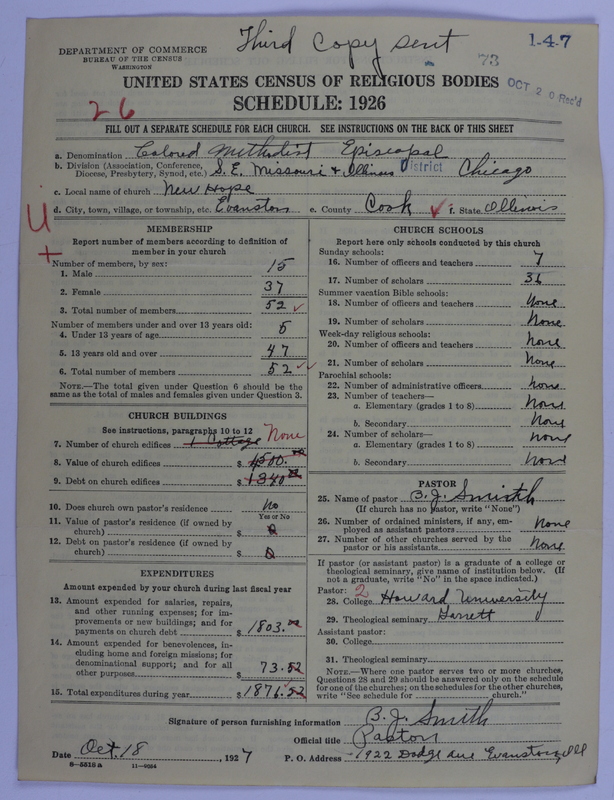 Third Copy sent
73
1-4-7
DEPARTMENT OF COMMERCE
BUREAU OF THE CENSUS
WASHINGTON
UNITED STATES CENSUS OF RELIGIOUS BODIES
OCT 20 Rec'd
26
SCHEDULE: 1926
FILL OUT A SEPARATE SCHEDULE FOR EACH CHURCH. SEE INSTRUCTIONS ON THE BACK OF THIS SHEET
a. Denomination Colored Methodist Episcopal
b. Division (Association, Conference, Diocese, Presbytery, Synod, etc.) S. E. Missouri & Illinois District Chicago
c. Local name of church New Hope
d. City, town, village, or township, etc. Evanston e. County Cook ✓ f. State Illinois
U
+
MEMBERSHIP
Report number of members according to definition of
member in your church
Number of members, by sex:
1. Male 15
2. Female 37
3. Total number of members 52 ✓
Number of members under and over 13 years old:
4. Under 13 years of age 5
5. 13 years old and over 47
6. Total number of members 52 ✓✓
NOTE.—The total given under Question 6 should be the
same as the total of males and females given under Question 3.
CHURCH BUILDINGS
See instructions, paragraphs 10 to 12
7. Number of church edifices 1 Cottage None
8. Value of church edifices $ 4500.00
9. Debt on church edifices $ 1340.00
10. Does church own pastor's residence No
Yes or No
11. Value of pastor's residence (if owned by
church) $ 0
12. Debt on pastor's residence (if owned by
church) $ 0
EXPENDITURES
Amount expended by your church during last fiscal year
13. Amount expended for salaries, repairs,
and other running expenses; for im-
provements or new buildings; and for
payments on church debt $ 1803.00
14. Amount expended for benevolences, in-
cluding home and foreign missions; for
denominational support; and for all
other purposes 73.52
15. Total expenditures during year $ 1876.52
CHURCH SCHOOLS
Report here only schools conducted by this church
Sunday schools:
16. Number of officers and teachers 7
17. Number of scholars 36
Summer vacation Bible schools:
18. Number of officers and teachers None
19. Number of scholars None
Week-day religious schools:
20. Number of officers and teachers None
21. Number of scholars None
Parochial schools:
22. Number of administrative officers None
23. Number of teachers—
a. Elementary (grades 1 to 8) None
b. Secondary None
24. Number of scholars—
a. Elementary (grades 1 to 8) None
b. Secondary None
PASTOR
25. Name of pastor B. J. Smith
(If church has no pastor, write "None")
26. Number of ordained ministers, if any, em-
ployed as assistant pastors None
27. Number of other churches served by the
pastor or his assistants None
If pastor (or assistant pastor) is a graduate of a college or
theological seminary, give name of institution below. (If
not a graduate, write "No" in the space indicated.)
Pastor: 2
28. College Howard University
29. Theological seminary Garrett
Assistant pastor:
30. College
31. Theological seminary
NOTE.—Where one pastor serves two or more churches,
Questions 28 and 29 should be answered only on the schedule
for one of the churches; on the schedules for the other churches,
write "See schedule for church."
Signature of person furnishing information B. J. Smith
Official title Pastor
Date Oct. 18, 1927 P. O. Address 1922 Dodge Ave Evanston, Ill
8-5518 a 11-9054